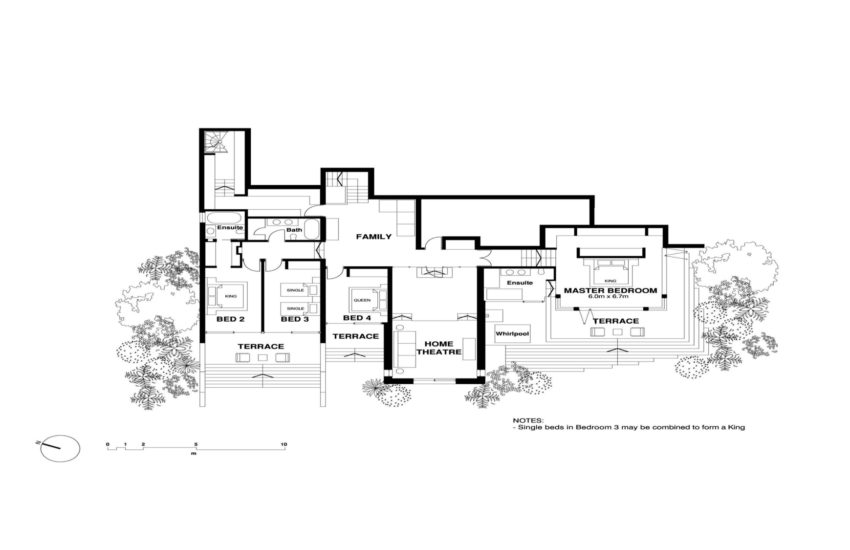 Ensuite
Bath
FAMILY
KING
BED 2
SINGLE
SINGLE
BED 3
QUEEN
BED 4
TERRACE
TERRACE
HOME
THEATRE
Ensuite
Whirlpool
KING
MASTER BEDROOM
6.0m x 6.7m
TERRACE
NOTES:
- Single beds in Bedroom 3 may be combined to form a King
N
0 1 2 5 10
m